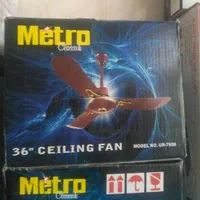 Metro
Classic
36" CEILING FAN
MODEL NO. UR-7508
Metro
Classic